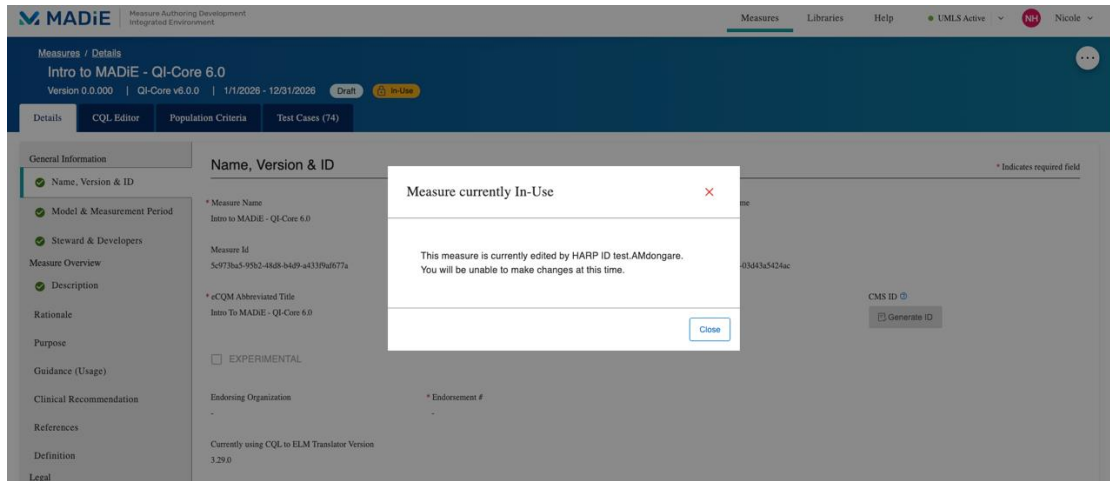 MADiE
Measure Authoring Development
Integrated Environment
Measures
Libraries
Help
UMLS Active
NH
Nicole
Measures / Details
Intro to MADiE - QI-Core 6.0
Version 0.0.000 | QI-Core v6.0.0 | 1/1/2026 - 12/31/2026 Draft In-Use
Details
CQL Editor
Population Criteria
Test Cases (74)
General Information
Name, Version & ID
Model & Measurement Period
Steward & Developers
Measure Overview
Description
Rationale
Purpose
Guidance (Usage)
Clinical Recommendation
References
Definition
Legal
Name, Version & ID
* Indicates required field
* Measure Name
Intro to MADiE - QI-Core 6.0
Measure Id
* eCQM Abbreviated Title
Intro To MADiE - QI-Core 6.0
CMS ID
Generate ID
EXPERIMENTAL
Endorsing Organization
-
* Endorsement #
-
Currently using CQL to ELM Translator Version
3.29.0
Measure currently In-Use
This measure is currently edited by HARP ID test.AMdongare.
You will be unable to make changes at this time.
Close